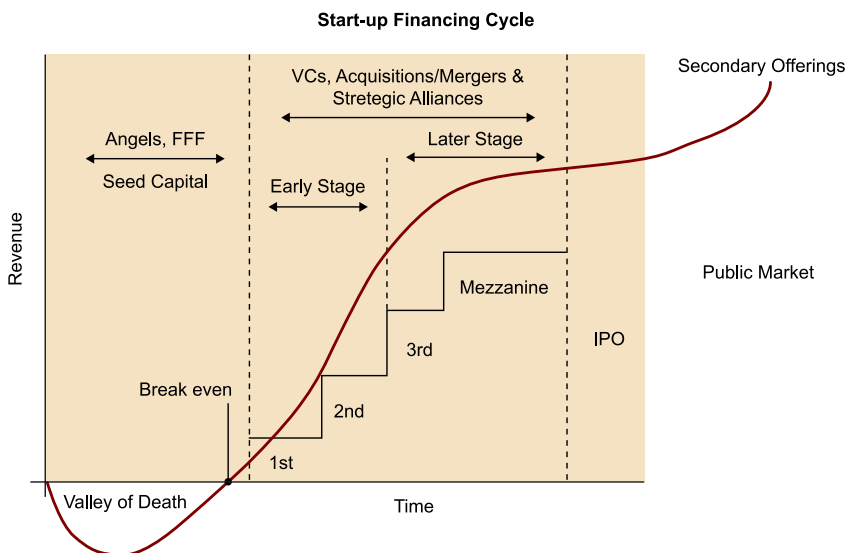 Start-up Financing Cycle
Secondary Offerings
VCs, Acquisitions/Mergers &
Stretegic Alliances
Angels, FFF
Later Stage
Seed Capital
Early Stage
Revenue
Public Market
Mezzanine
IPO
3rd
Break even
2nd
1st
Valley of Death
Time